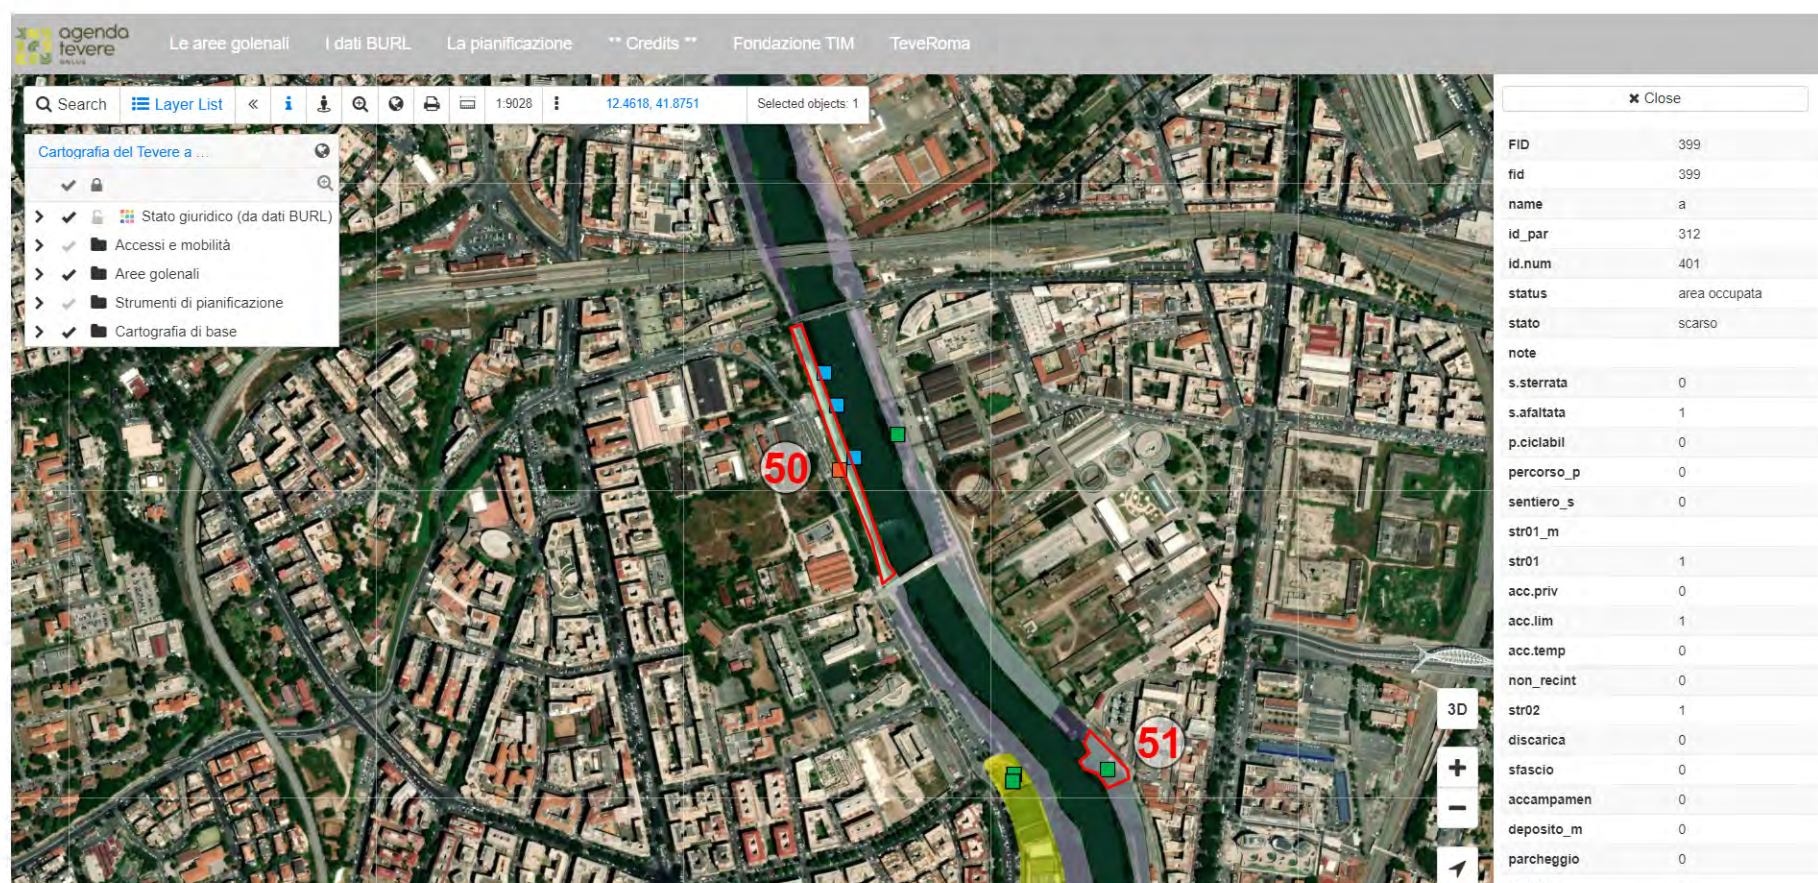 agenda
tevere
ONLUS
Le aree golenali I dati BURL La pianificazione ** Credits ** Fondazione TIM TeveRoma
Search Layer List « i 1:9028 12.4618, 41.8751 Selected objects: 1
Cartografia del Tevere a ...
Stato giuridico (da dati BURL)
Accessi e mobilità
Aree golenali
Strumenti di pianificazione
Cartografia di base
50
51
3D
+
−
✖ Close
FID 399
fid 399
name a
id_par 312
id.num 401
status area occupata
stato scarso
note
s.sterrata 0
s.afaltata 1
p.ciclabil 0
percorso_p 0
sentiero_s 0
str01_m
str01 1
acc.priv 0
acc.lim 1
acc.temp 0
non_recint 0
str02 1
discarica 0
sfascio 0
accampamen 0
deposito_m 0
parcheggio 0